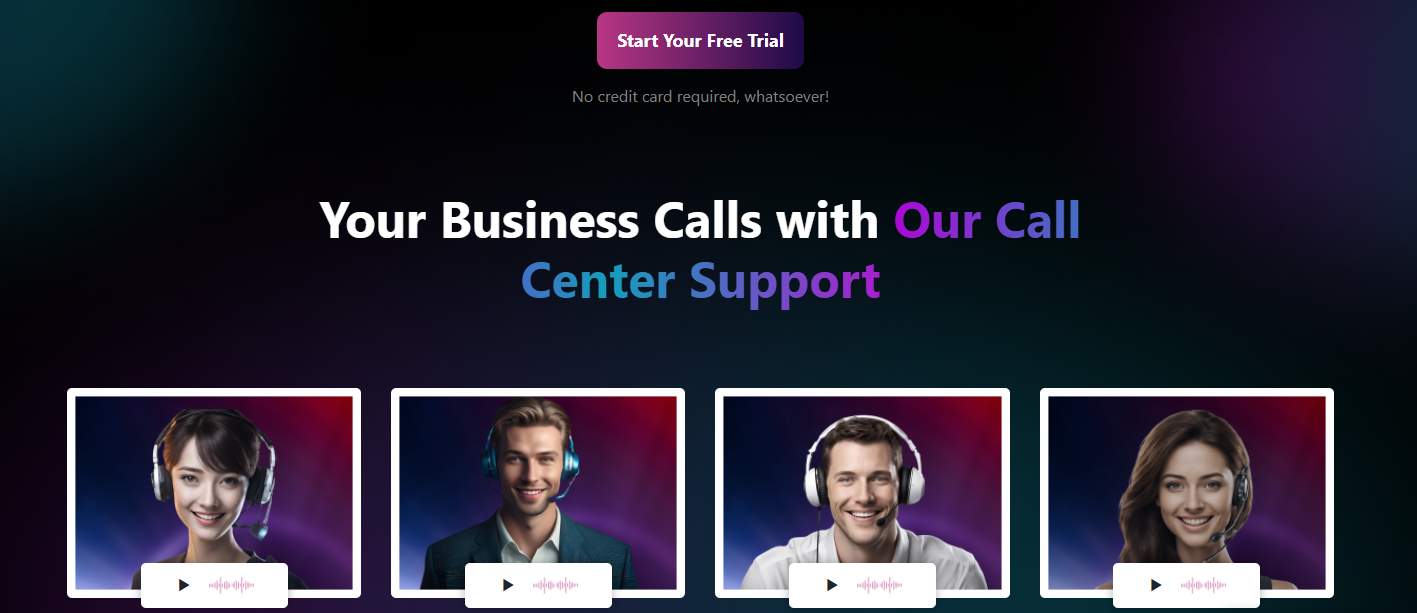 Start Your Free Trial
No credit card required, whatsoever!
Your Business Calls with Our Call
Center Support